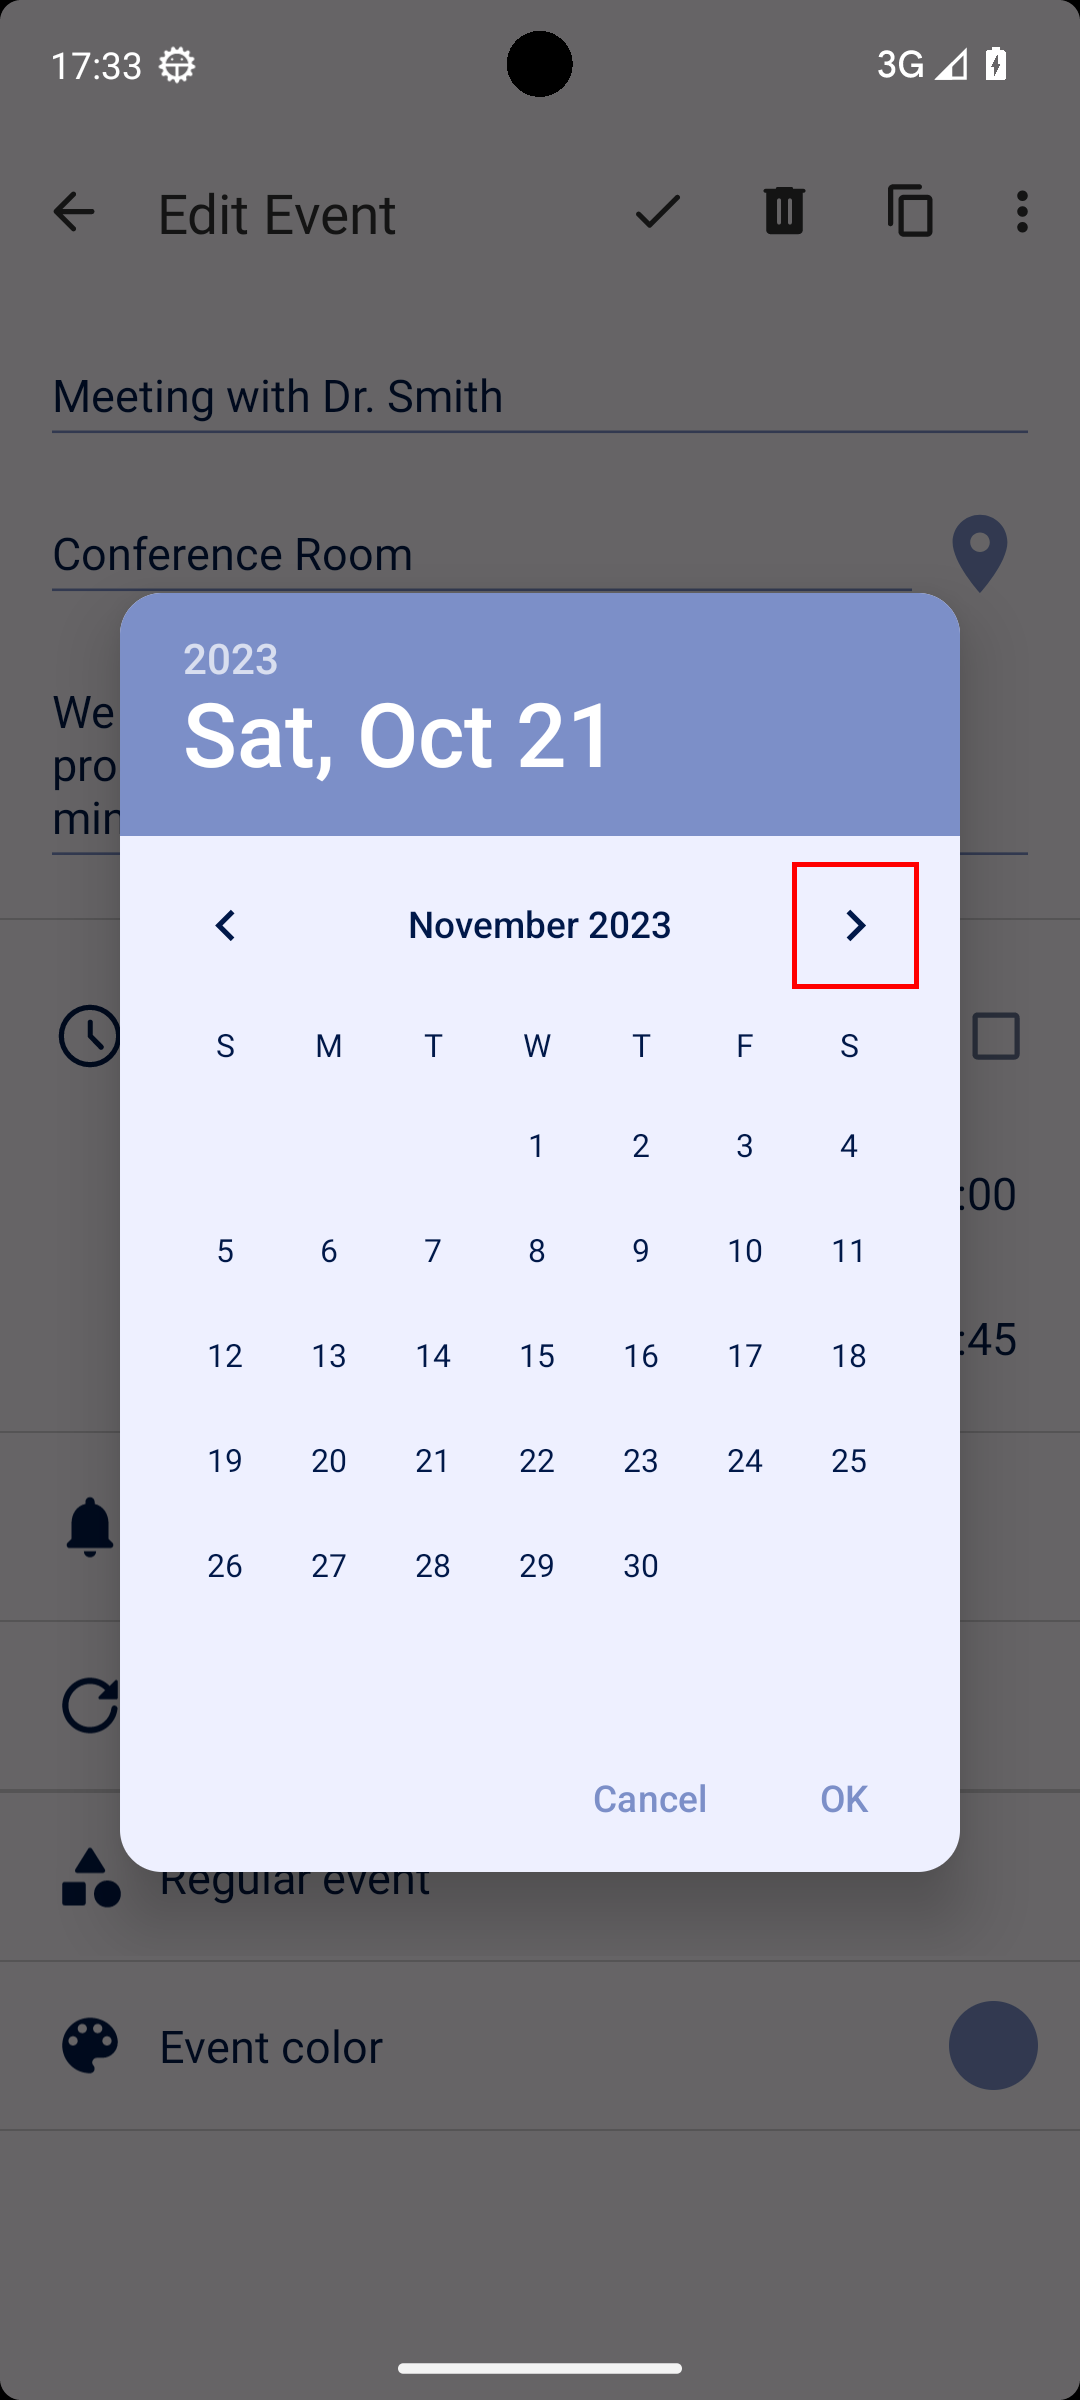 17:33
3G
Edit Event
Meeting with Dr. Smith
Conference Room
2023
Sat, Oct 21
We
pro
min
November 2023
S M T W T F S
1 2 3 4
:00
5 6 7 8 9 10 11
:45
12 13 14 15 16 17 18
19 20 21 22 23 24 25
26 27 28 29 30
Cancel OK
Regular event
Event color